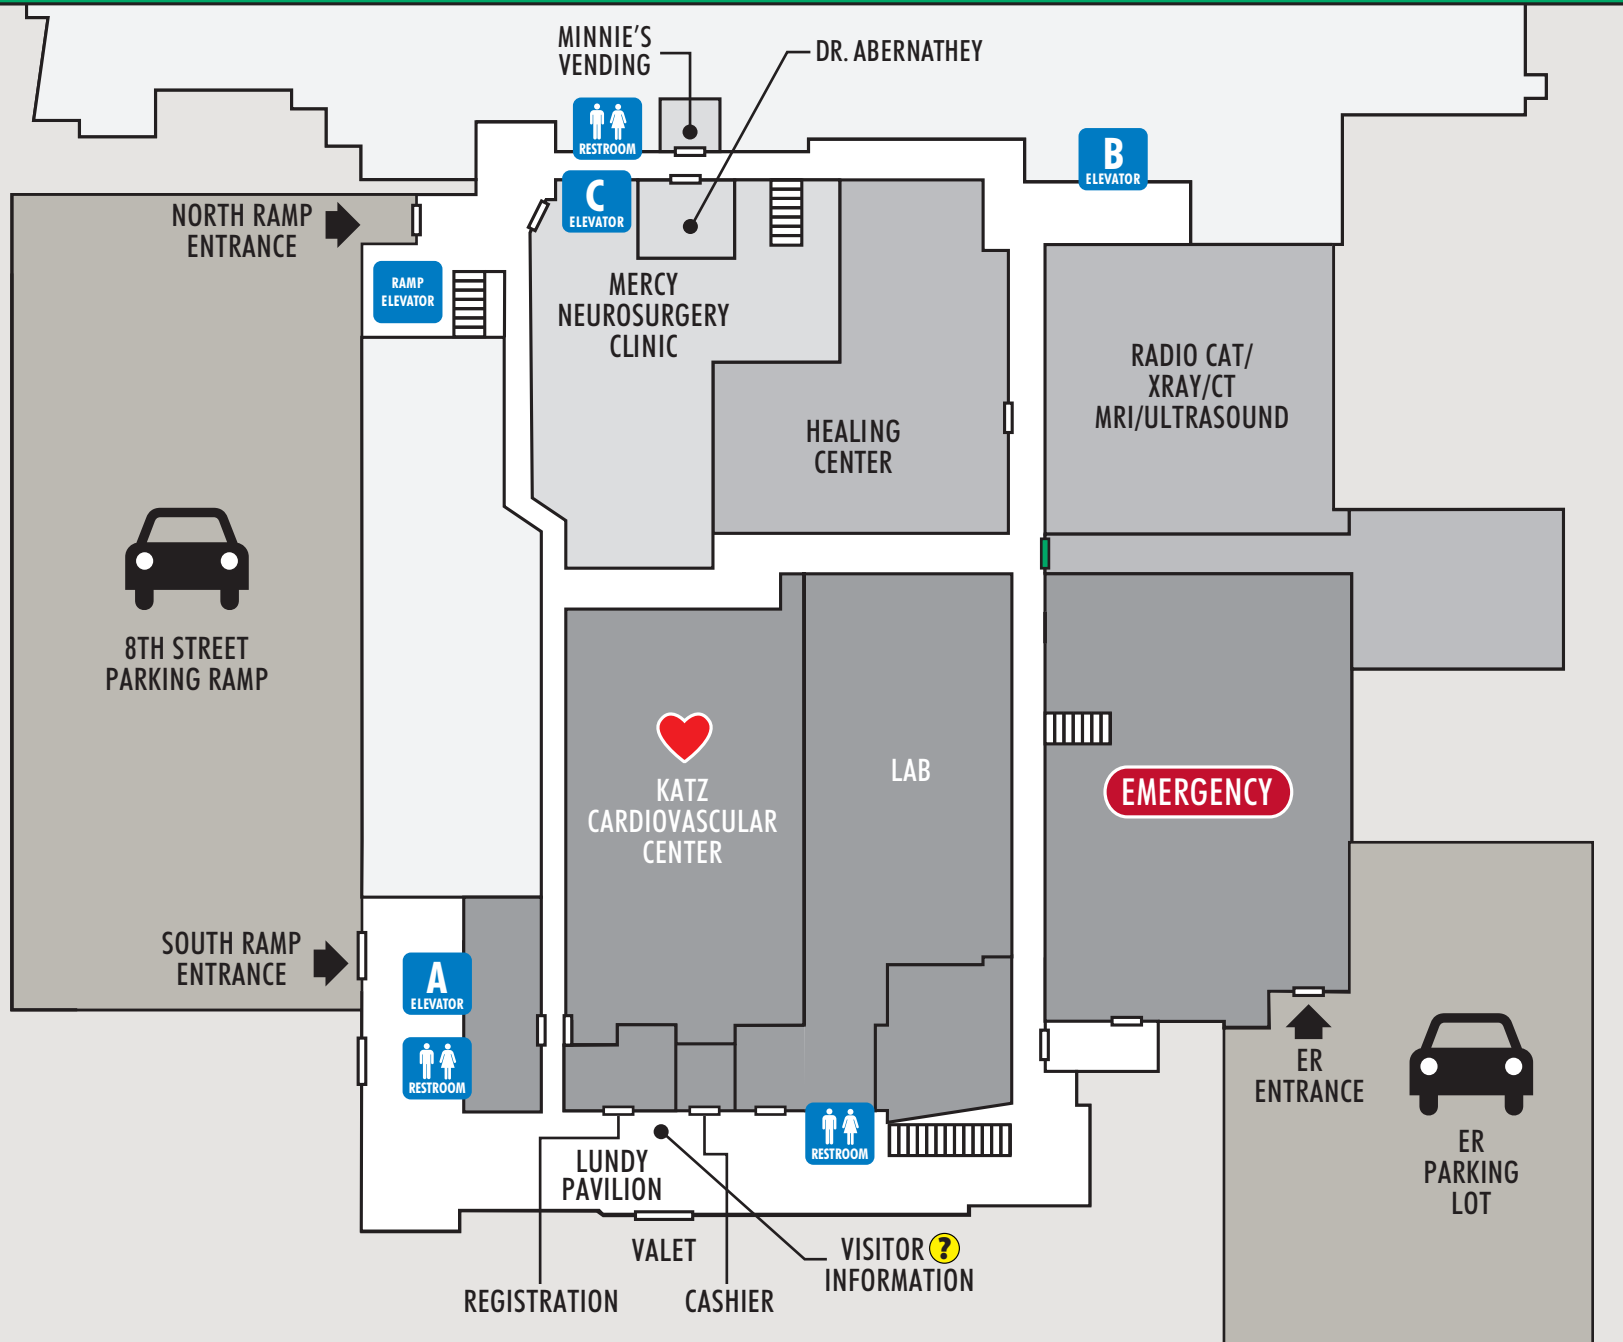 MINNIE'S
VENDING
DR. ABERNATHEY
RESTROOM
B
ELEVATOR
C
ELEVATOR
NORTH RAMP
ENTRANCE
RAMP
ELEVATOR
MERCY
NEUROSURGERY
CLINIC
RADIO CAT/
XRAY/CT
MRI/ULTRASOUND
HEALING
CENTER
8TH STREET
PARKING RAMP
KATZ
CARDIOVASCULAR
CENTER
LAB
EMERGENCY
SOUTH RAMP
ENTRANCE
A
ELEVATOR
RESTROOM
ER
ENTRANCE
RESTROOM
LUNDY
PAVILION
ER
PARKING
LOT
VALET
VISITOR ?
INFORMATION
REGISTRATION
CASHIER